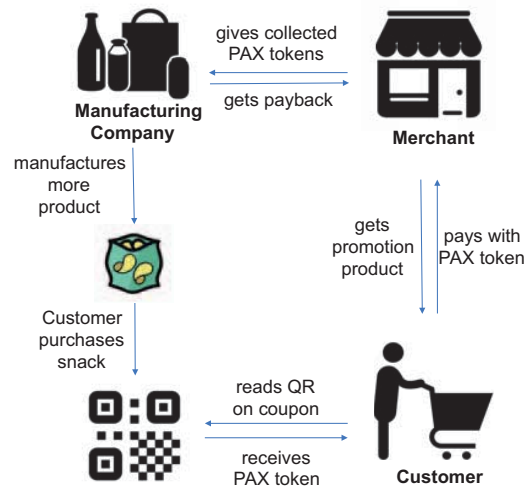 gives collected
PAX tokens
gets payback
Manufacturing
Company
Merchant
manufactures
more
product
gets
promotion
product
pays with
PAX token
Customer
purchases
snack
reads QR
on coupon
receives
PAX token
Customer